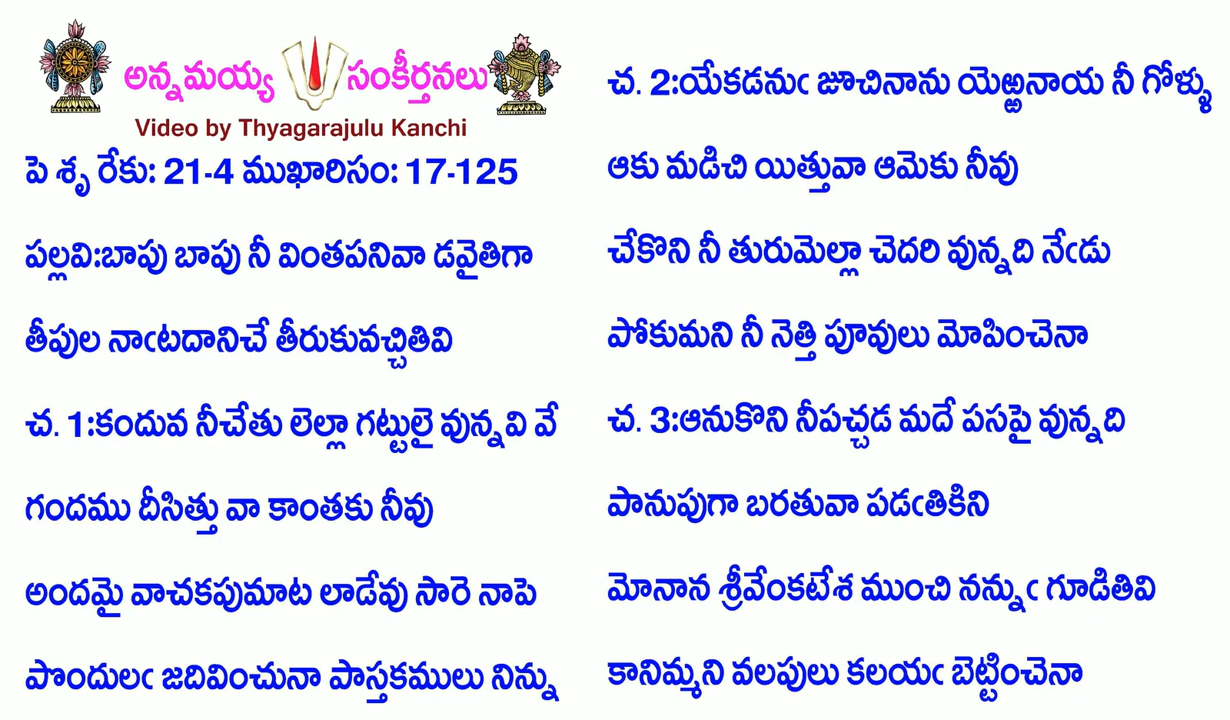 అన్నమయ్య సంకీర్తనలు
Video by Thyagarajulu Kanchi
పె శృ రేకు: 21-4 ముఖారిసం: 17-125
పల్లవి:బాపు బాపు నీ వింతపనివా డవైతిగా
తీపుల నాఁటదానిచే తీరుకువచ్చితివి
చ. 1:కందువ నీచేతు లెల్లా గట్టులై వున్నవి వే
గందము దీసిత్తు వా కాంతకు నీవు
అందమై వాచకపుమాట లాడేవు సారె నాపె
పొందులఁ జదివించునా పాస్తకములు నిన్ను
చ. 2:యేకడనుఁ జూచినాను యెఱ్ఱనాయ నీ గోళ్ళు
ఆకు మడిచి యిత్తువా ఆమెకు నీవు
చేకొని నీ తురుమెల్లా చెదరి వున్నది నేఁడు
పోకుమని నీ నెత్తి పూవులు మోపించెనా
చ. 3:ఆనుకొని నీపచ్చడ మదే పసపై వున్నది
పానుపుగా బరతువా పడఁతికిని
మోనాన శ్రీవేంకటేశ ముంచి నన్నుఁ గూడితివి
కానిమ్మని వలపులు కలయఁ బెట్టించెనా